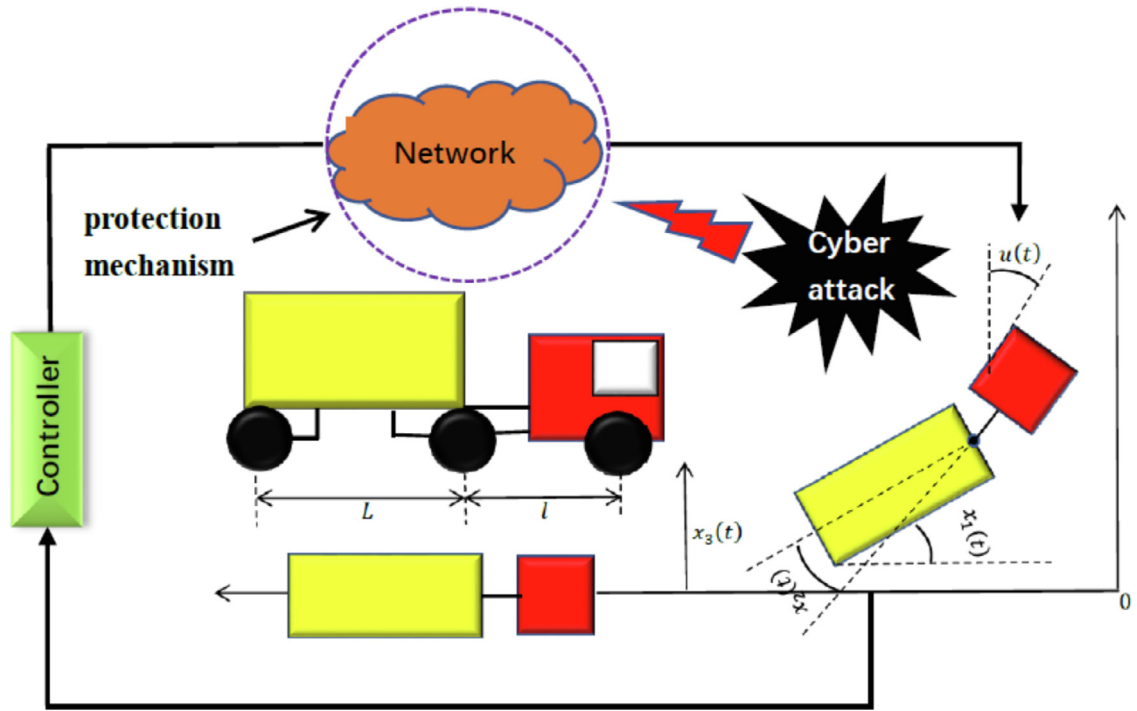 Network
protection
mechanism
Cyber
attack
u(t)
Controller
L
l
x₃(t)
x₁(t)
x₂(t)
0